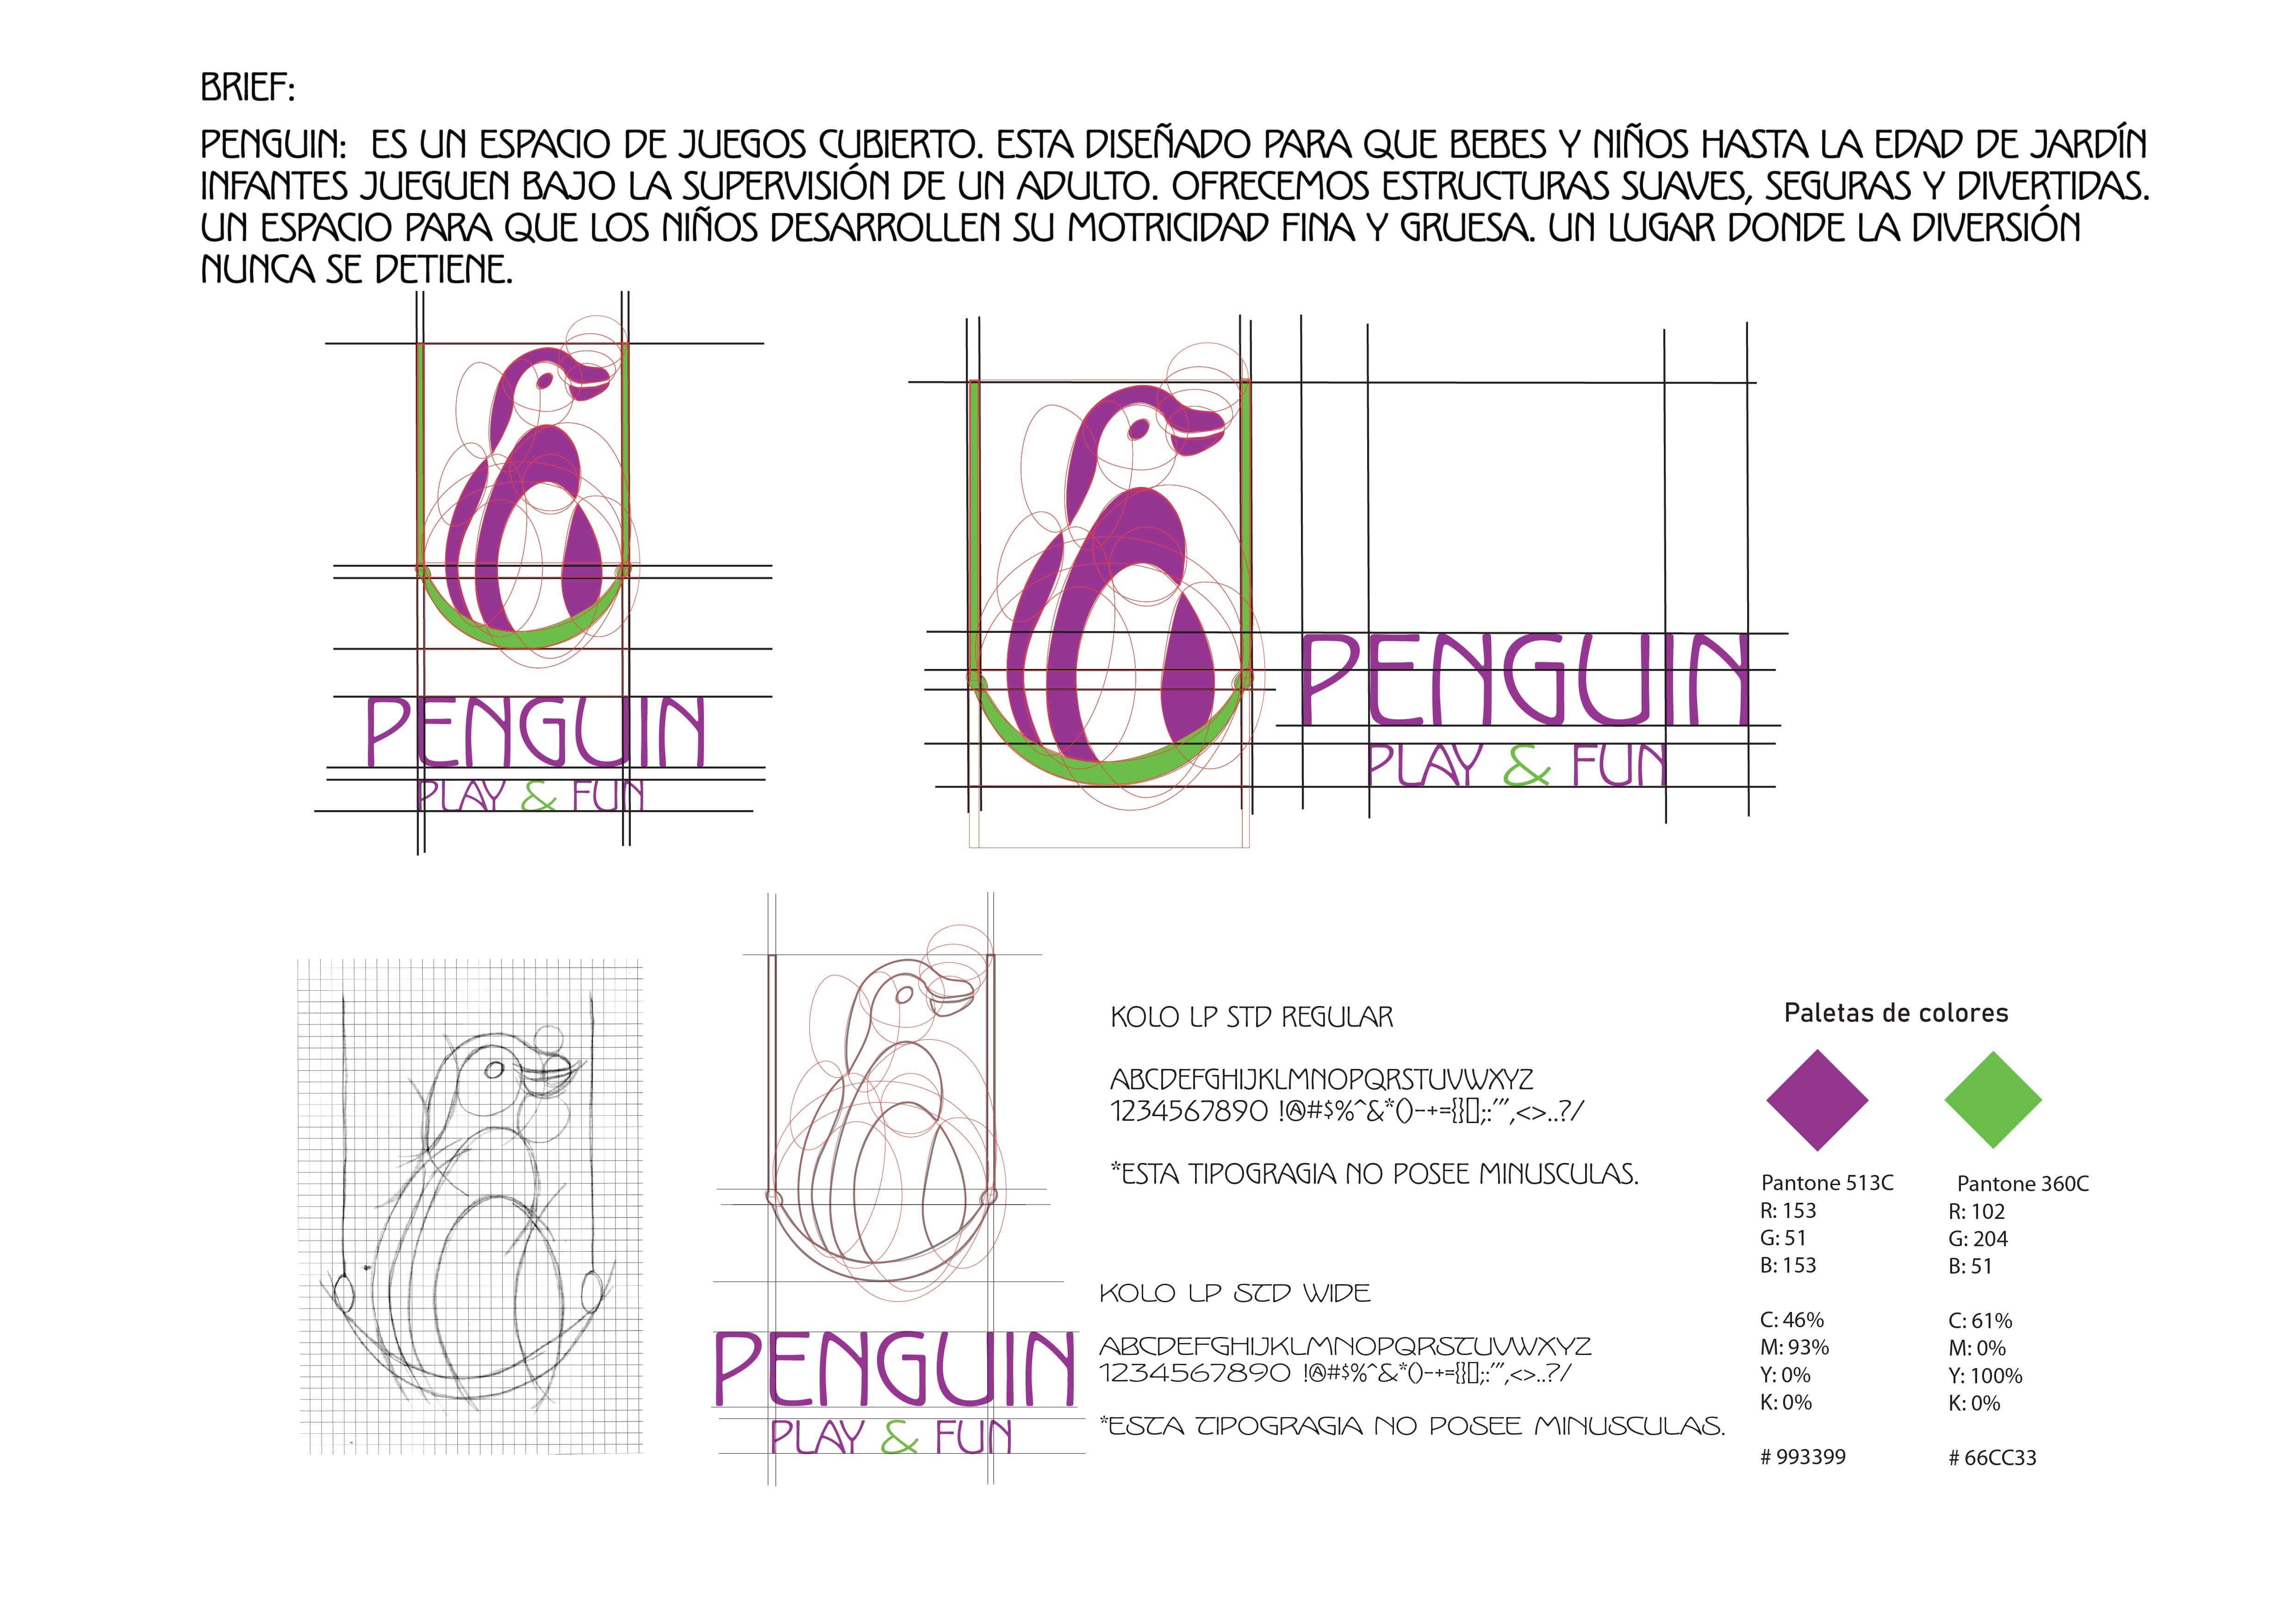 BRIEF:
PENGUIN: ES UN ESPACIO DE JUEGOS CUBIERTO. ESTA DISEÑADO PARA QUE BEBES Y NIÑOS HASTA LA EDAD DE JARDÍN
INFANTES JUEGUEN BAJO LA SUPERVISIÓN DE UN ADULTO. OFRECEMOS ESTRUCTURAS SUAVES, SEGURAS Y DIVERTIDAS.
UN ESPACIO PARA QUE LOS NIÑOS DESARROLLEN SU MOTRICIDAD FINA Y GRUESA. UN LUGAR DONDE LA DIVERSIÓN
NUNCA SE DETIENE.
PENGUIN
PLAY & FUN
PENGUIN
PLAY & FUN
PENGUIN
PLAY & FUN
KOLO LP STD REGULAR
ABCDEFGHIJKLMNOPQRSTUVWXYZ
1234567890 !@#$%^&*()-+={}[];:'",<>..?/
*ESTA TIPOGRAGIA NO POSEE MINUSCULAS.
KOLO LP STD WIDE
ABCDEFGHIJKLMNOPQRSTUVWXYZ
1234567890 !@#$%^&*()-+={}[];:'",<>..?/
*ESTA TIPOGRAGIA NO POSEE MINUSCULAS.
Paletas de colores
Pantone 513C
R: 153
G: 51
B: 153
C: 46%
M: 93%
Y: 0%
K: 0%
# 993399
Pantone 360C
R: 102
G: 204
B: 51
C: 61%
M: 0%
Y: 100%
K: 0%
# 66CC33